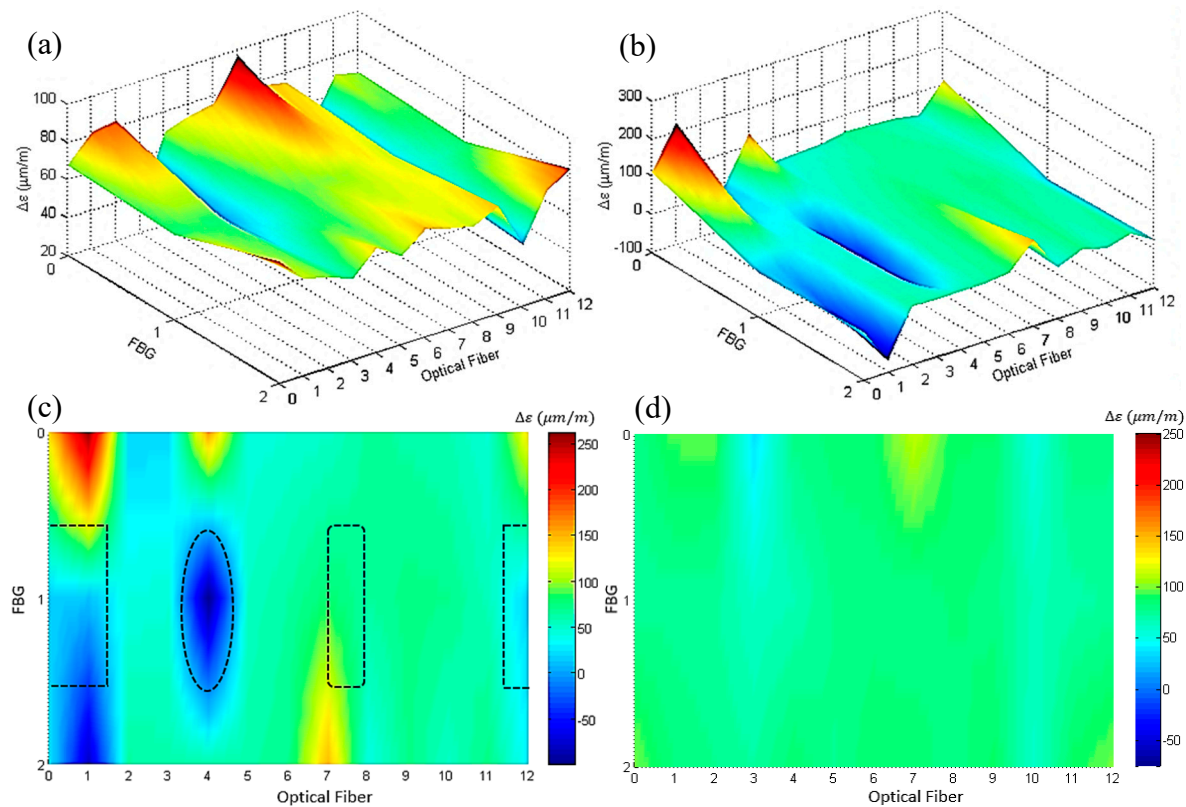 (a)
100
80
60
40
20
Δε (μm/m)
0
1
2
FBG
0 1 2 3 4 5 6 7 8 9 10 11 12
Optical Fiber
(b)
300
200
100
0
-100
Δε (μm/m)
0
1
2
FBG
0 1 2 3 4 5 6 7 8 9 10 11 12
Optical Fiber
(c)
Δε (μm/m)
0
1
2
FBG
1 2 3 4 5 6 7 8 9 10 11 12
Optical Fiber
250
200
150
100
50
0
-50
(d)
Δε (μm/m)
0
1
2
FBG
0 1 2 3 4 5 6 7 8 9 10 11 12
Optical Fiber
250
200
150
100
50
0
-50